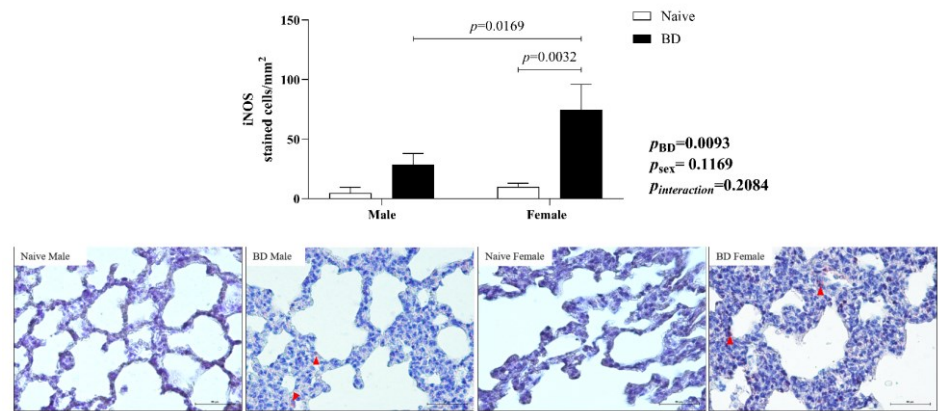 150
100
50
0
iNOS
stained cells/mm²
p=0.0169
p=0.0032
Naive
BD
Male
Female
pBD=0.0093
psex= 0.1169
pinteraction=0.2084
Naive Male
BD Male
Naive Female
BD Female